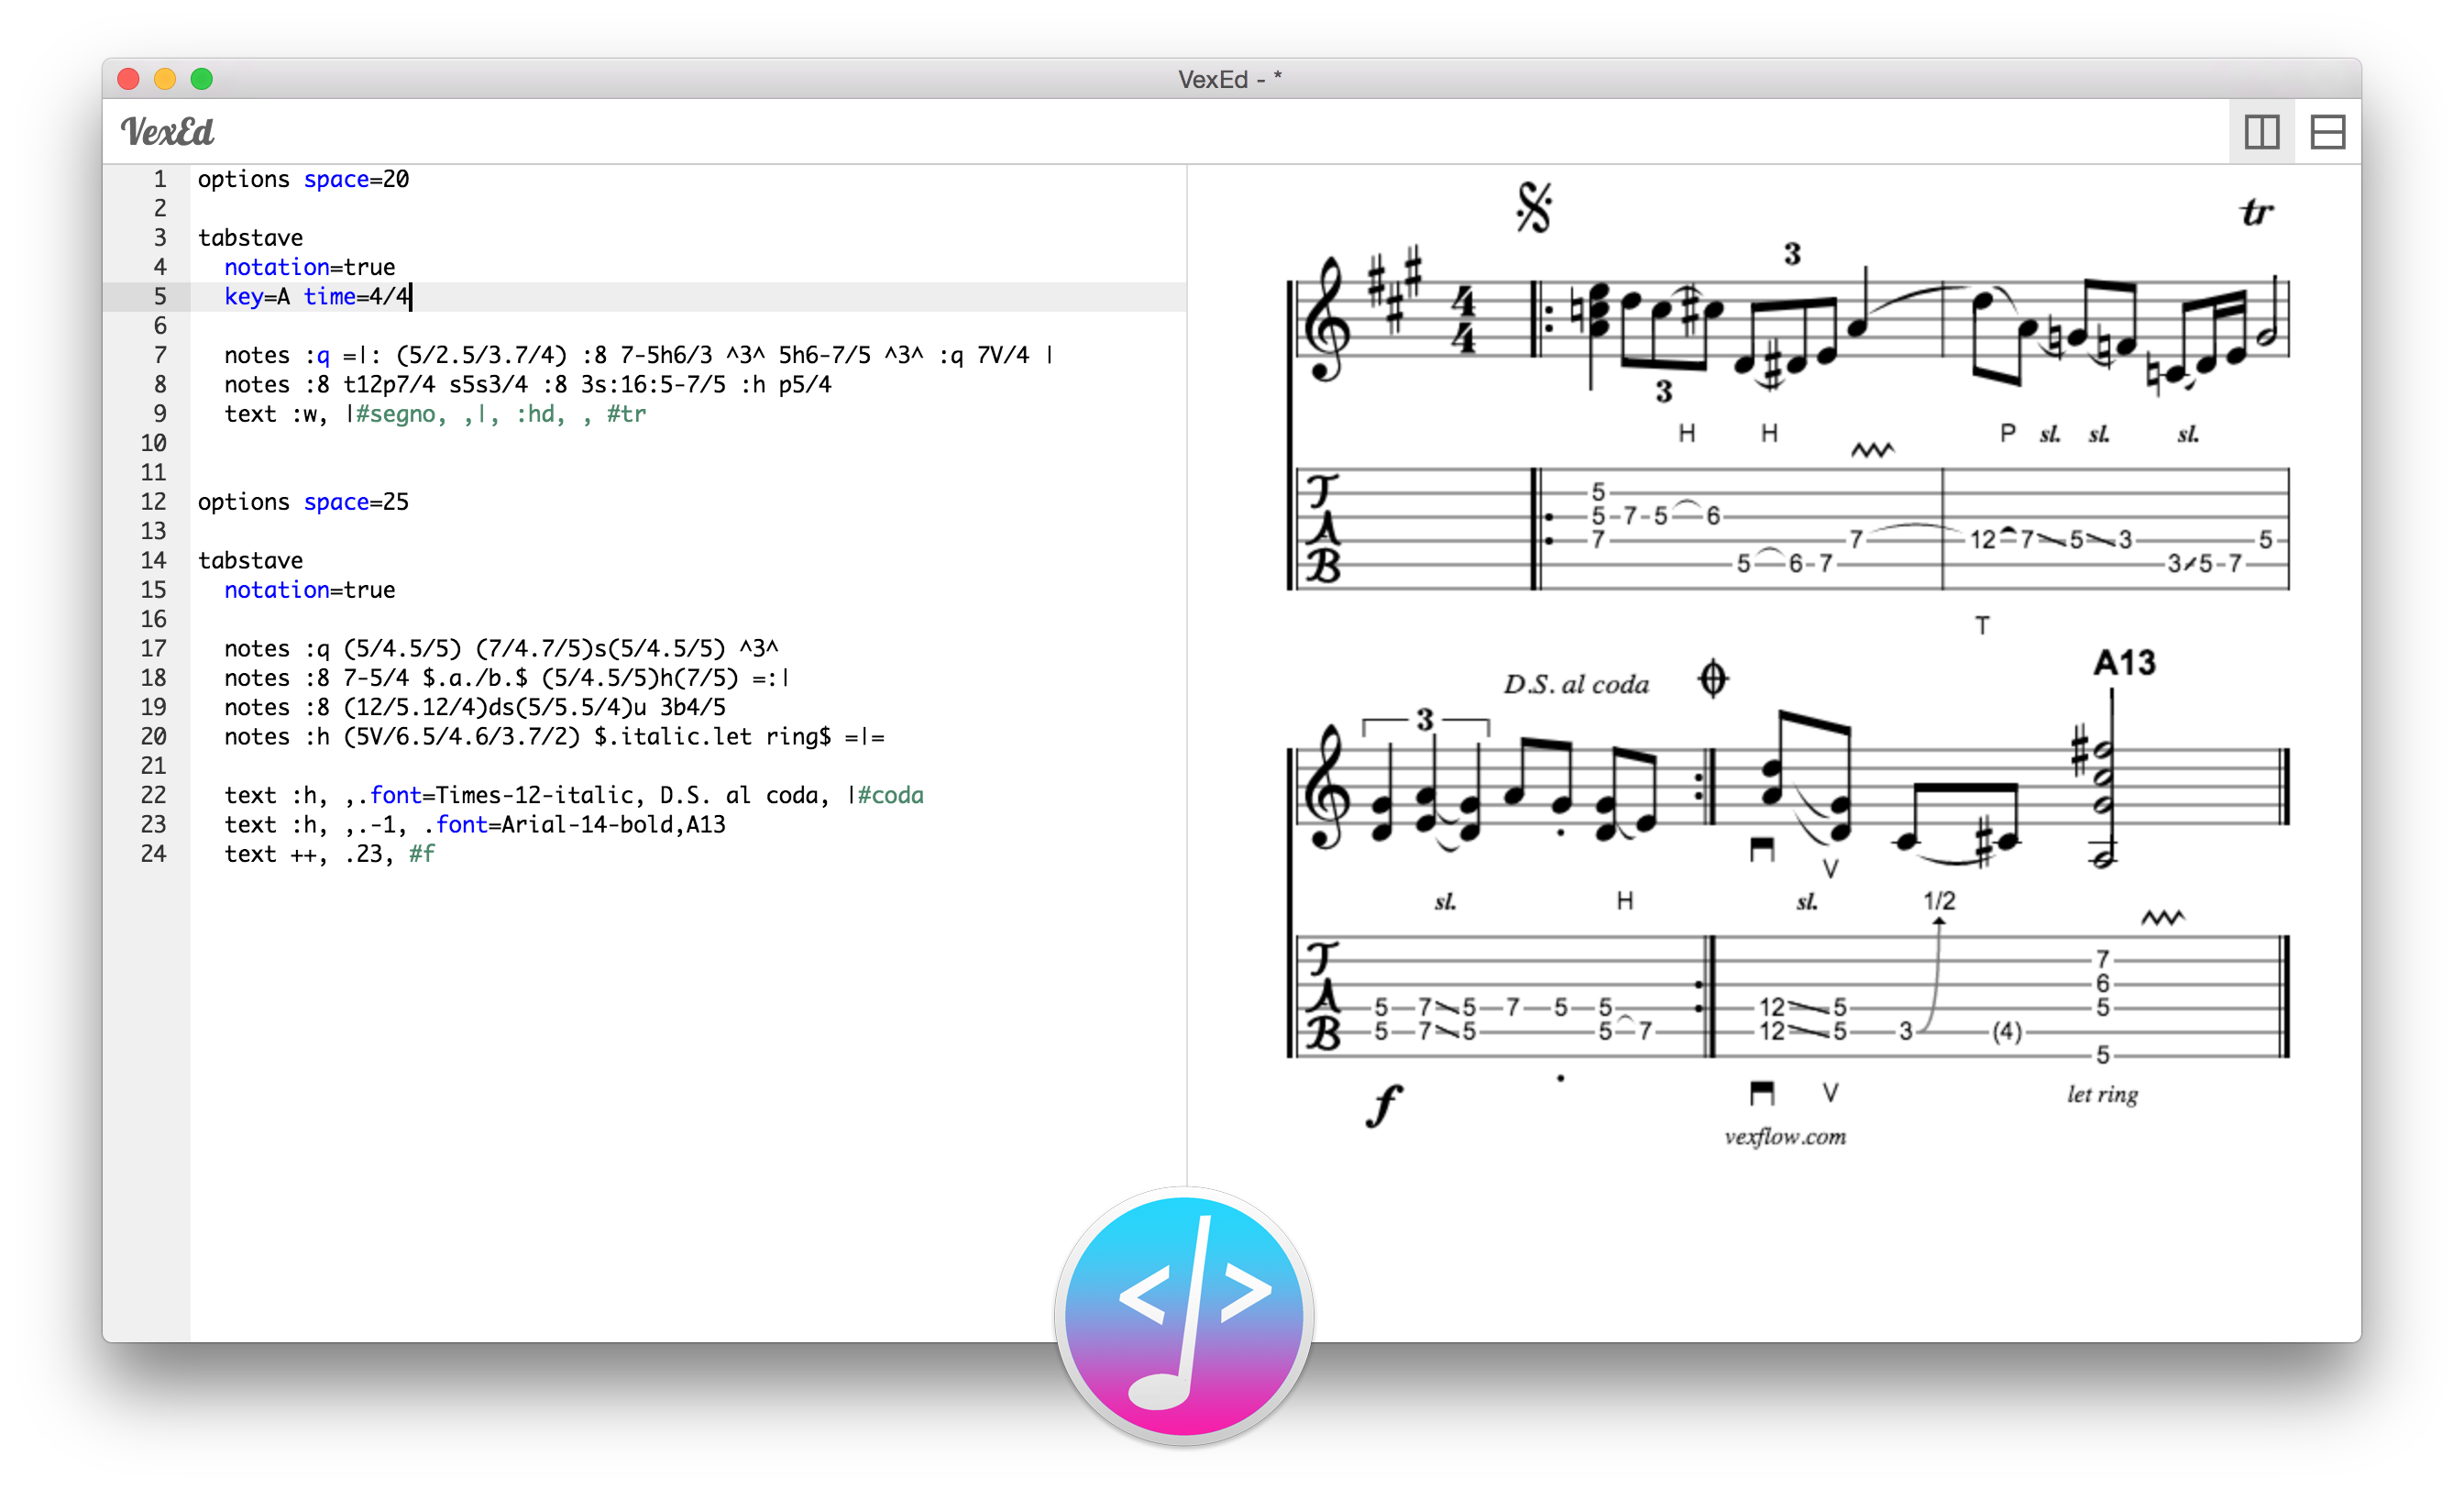 VexEd - *
VexEd
1 options space=20
2
3 tabstave
4   notation=true
5   key=A time=4/4
6
7   notes :q =|: (5/2.5/3.7/4) :8 7-5h6/3 ^3^ 5h6-7/5 ^3^ :q 7V/4 |
8   notes :8 t12p7/4 s5s3/4 :8 3s:16:5-7/5 :h p5/4
9   text :w, |#segno, ,|, :hd, , #tr
10
11
12 options space=25
13
14 tabstave
15   notation=true
16
17   notes :q (5/4.5/5) (7/4.7/5)s(5/4.5/5) ^3^
18   notes :8 7-5/4 $.a./b.$ (5/4.5/5)h(7/5) =:|
19   notes :8 (12/5.12/4)ds(5/5.5/4)u 3b4/5
20   notes :h (5V/6.5/4.6/3.7/2) $.italic.let ring$ =|=
21
22   text :h, ,.font=Times-12-italic, D.S. al coda, |#coda
23   text :h, ,.-1, .font=Arial-14-bold,A13
24   text ++, .23, #f
tr
3
4
4
3
H H P sl. sl. sl.
T 5
5 7 5 6
A 7 7 12 7 5 3 5
B 5 6 7 3 5 7
T
A13
D.S. al coda
3
V
sl. H sl. 1/2
T 7
6
A 5 7 5 7 5 5 12 5 5
B 5 7 5 5 7 12 5 3 (4)
5
f V let ring
vexflow.com
< >